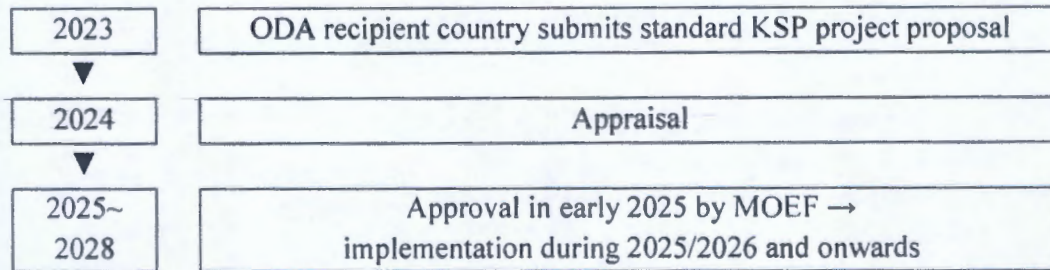 2023
ODA recipient country submits standard KSP project proposal
▼
2024
Appraisal
▼
2025~
2028
Approval in early 2025 by MOEF →
implementation during 2025/2026 and onwards